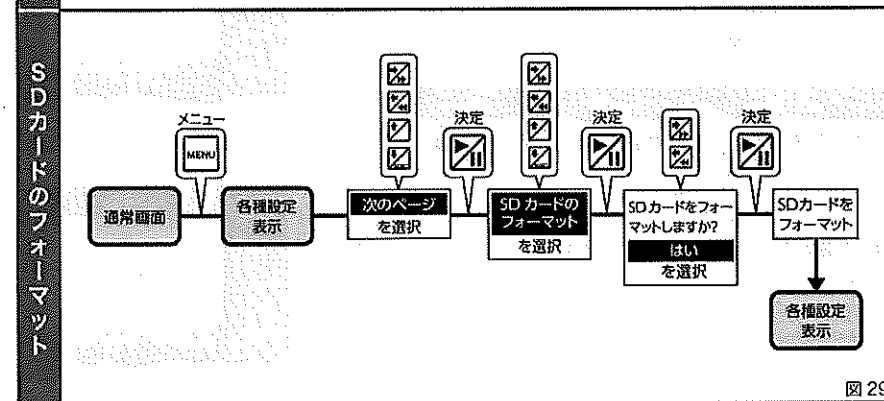 SDカードのフォーマット
メニュー
MENU
決定
決定
決定
通常画面
各種設定
表示
次のページ
を選択
SDカードの
フォーマット
を選択
SDカードをフォー
マットしますか?
はい
を選択
SDカードを
フォーマット
各種設定
表示
図29